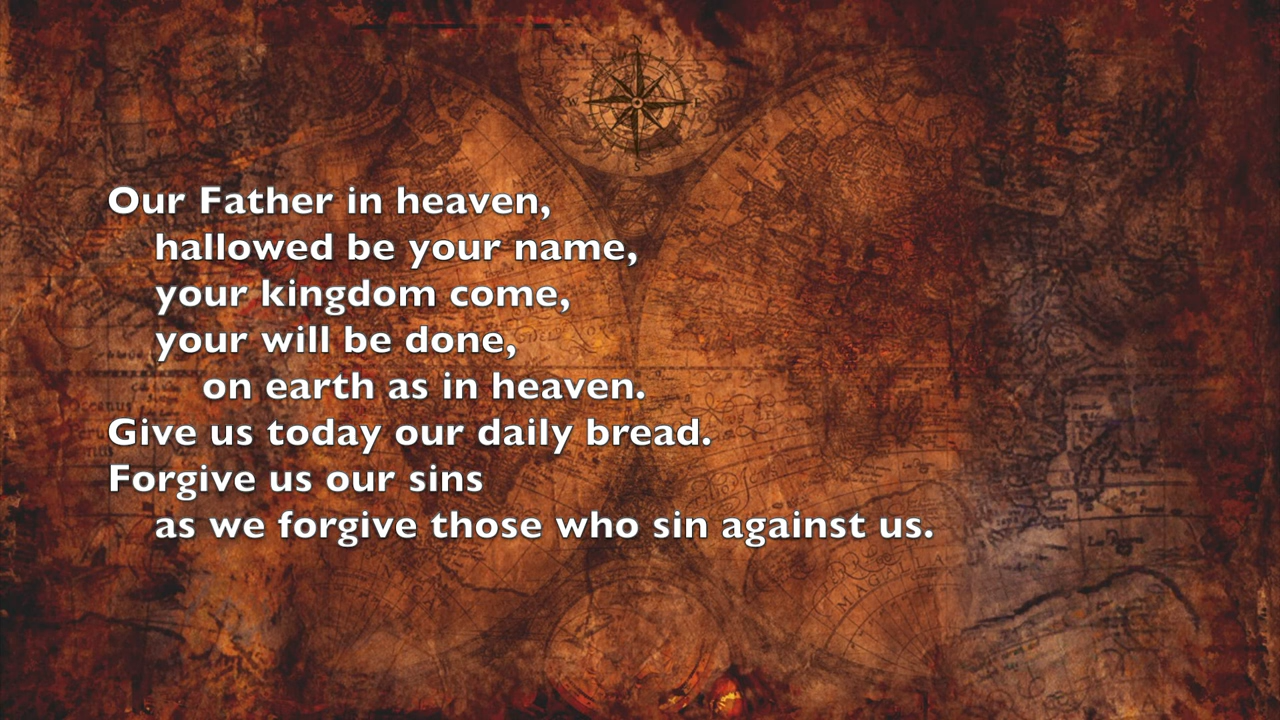 Our Father in heaven,
hallowed be your name,
your kingdom come,
your will be done,
on earth as in heaven.
Give us today our daily bread.
Forgive us our sins
as we forgive those who sin against us.